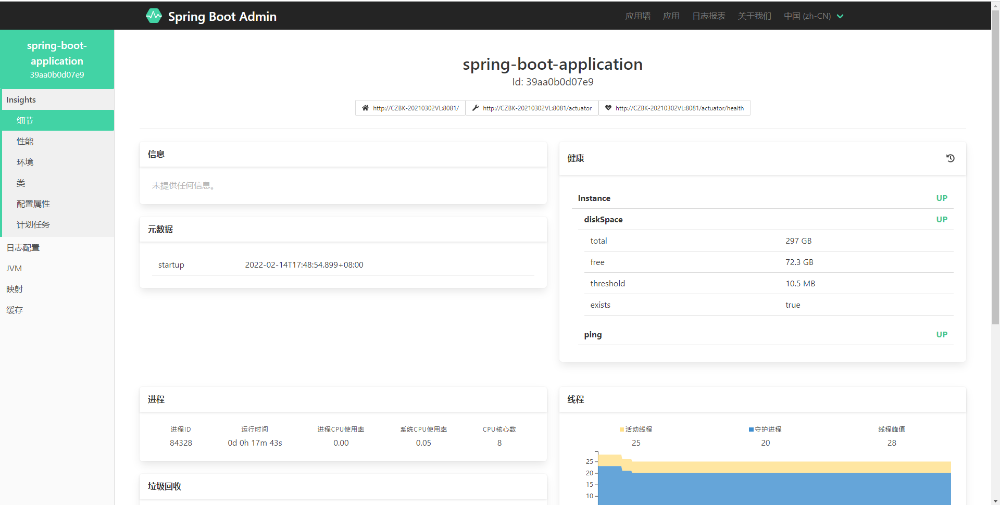 Spring Boot Admin
应用墙
应用
日志报表
关于我们
中国 (zh-CN)
spring-boot-
application
39aa0b0d07e9
Insights
细节
性能
环境
类
配置属性
计划任务
日志配置
JVM
映射
缓存
spring-boot-application
Id: 39aa0b0d07e9
http://CZBK-20210302VL:8081/
http://CZBK-20210302VL:8081/actuator
http://CZBK-20210302VL:8081/actuator/health
信息
未提供任何信息。
元数据
startup 2022-02-14T17:48:54.899+08:00
健康
Instance UP
diskSpace UP
total 297 GB
free 72.3 GB
threshold 10.5 MB
exists true
ping UP
进程
进程ID 运行时间 进程CPU使用率 系统CPU使用率 CPU核心数
84328 0d 0h 17m 43s 0.00 0.05 8
垃圾回收
线程
活动线程 守护进程 线程峰值
25 20 28
25
20
15
10